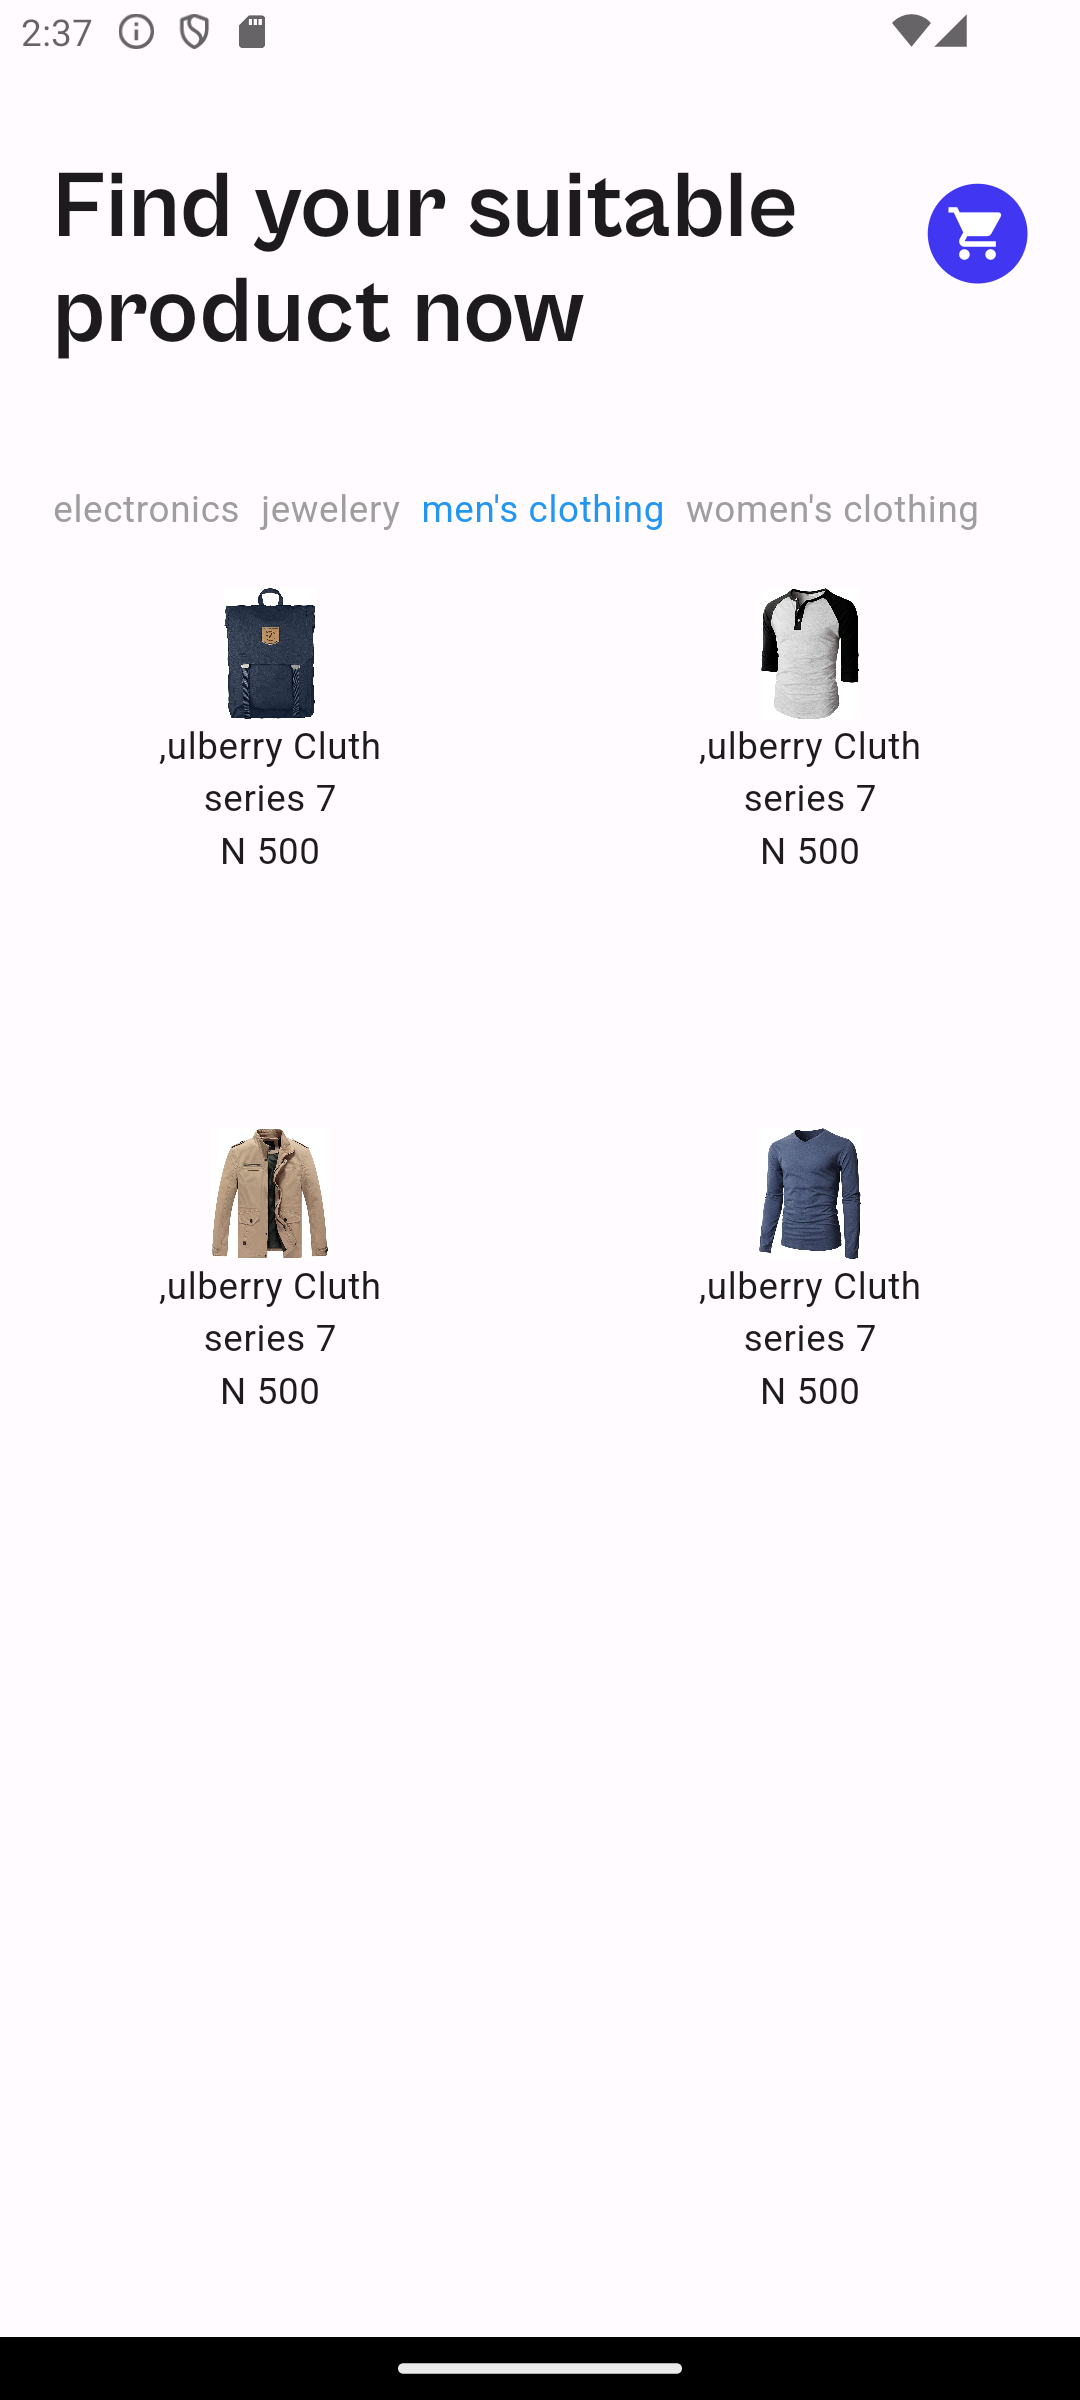 2:37
Find your suitable
product now
electronics jewelery men's clothing women's clothing
,ulberry Cluth ,ulberry Cluth
series 7 series 7
N 500 N 500
,ulberry Cluth ,ulberry Cluth
series 7 series 7
N 500 N 500